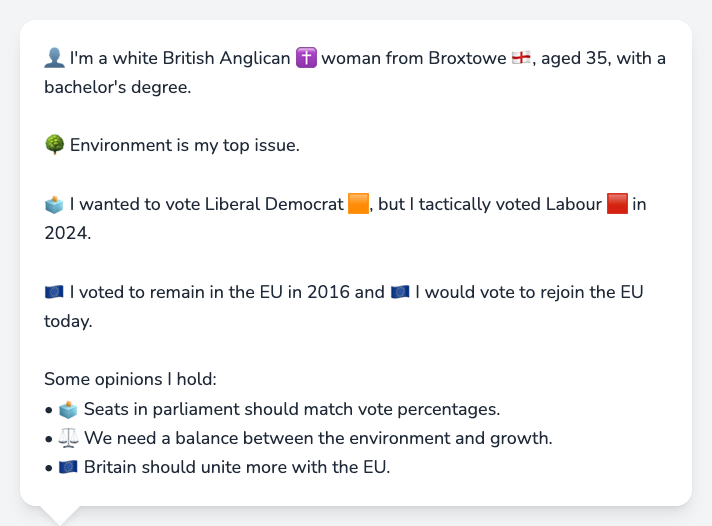 👤 I'm a white British Anglican ✝️ woman from Broxtowe 🏴󠁧󠁢󠁥󠁮󠁧󠁿, aged 35, with a
bachelor's degree.
🌳 Environment is my top issue.
🗳️ I wanted to vote Liberal Democrat 🟧, but I tactically voted Labour 🟥 in
2024.
🇪🇺 I voted to remain in the EU in 2016 and 🇪🇺 I would vote to rejoin the EU
today.
Some opinions I hold:
• 🗳️ Seats in parliament should match vote percentages.
• ⚖️ We need a balance between the environment and growth.
• 🇪🇺 Britain should unite more with the EU.